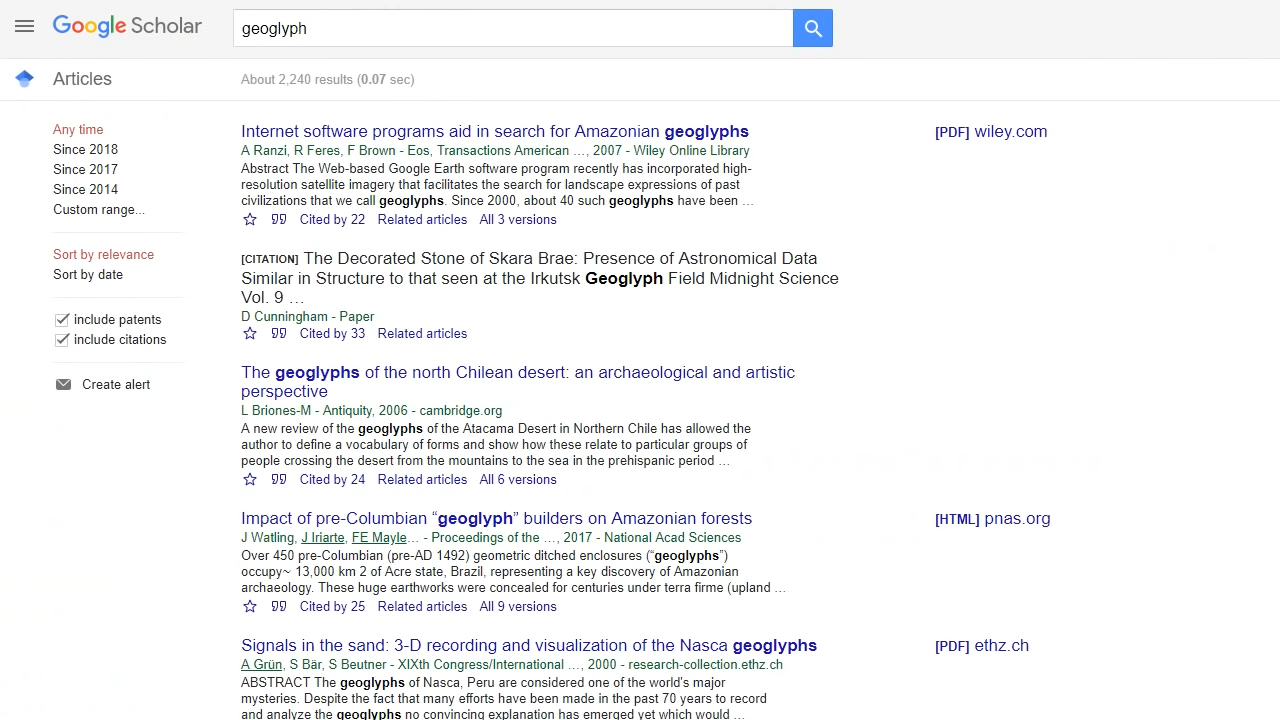 Google Scholar
geoglyph
Articles
About 2,240 results (0.07 sec)
Any time
Since 2018
Since 2017
Since 2014
Custom range...
Sort by relevance
Sort by date
include patents
include citations
Create alert
Internet software programs aid in search for Amazonian geoglyphs
[PDF] wiley.com
A Ranzi, R Feres, F Brown - Eos, Transactions American …, 2007 - Wiley Online Library
Abstract The Web-based Google Earth software program recently has incorporated high-
resolution satellite imagery that facilitates the search for landscape expressions of past
civilizations that we call geoglyphs. Since 2000, about 40 such geoglyphs have been …
Cited by 22 Related articles All 3 versions
[CITATION] The Decorated Stone of Skara Brae: Presence of Astronomical Data
Similar in Structure to that seen at the Irkutsk Geoglyph Field Midnight Science
Vol. 9 …
D Cunningham - Paper
Cited by 33 Related articles
The geoglyphs of the north Chilean desert: an archaeological and artistic
perspective
L Briones-M - Antiquity, 2006 - cambridge.org
A new review of the geoglyphs of the Atacama Desert in Northern Chile has allowed the
author to define a vocabulary of forms and show how these relate to particular groups of
people crossing the desert from the mountains to the sea in the prehispanic period …
Cited by 24 Related articles All 6 versions
Impact of pre-Columbian “geoglyph” builders on Amazonian forests
[HTML] pnas.org
J Watling, J Iriarte, FE Mayle… - Proceedings of the …, 2017 - National Acad Sciences
Over 450 pre-Columbian (pre-AD 1492) geometric ditched enclosures (“geoglyphs”)
occupy~ 13,000 km 2 of Acre state, Brazil, representing a key discovery of Amazonian
archaeology. These huge earthworks were concealed for centuries under terra firme (upland …
Cited by 25 Related articles All 9 versions
Signals in the sand: 3-D recording and visualization of the Nasca geoglyphs
[PDF] ethz.ch
A Grün, S Bär, S Beutner - XIXth Congress/International …, 2000 - research-collection.ethz.ch
ABSTRACT The geoglyphs of Nasca, Peru are considered one of the world's major
mysteries. Despite the fact that many efforts have been made in the past 70 years to record
and analyze the geoglyphs no convincing explanation has emerged yet which would …